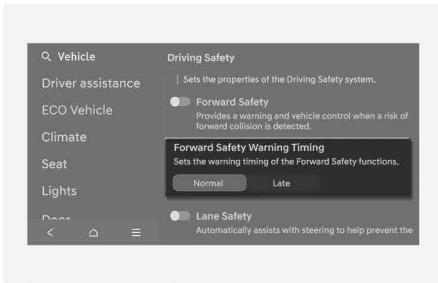 Vehicle
Driver assistance
ECO Vehicle
Climate
Seat
Lights
Door
Driving Safety
Sets the properties of the Driving Safety system.
Forward Safety
Provides a warning and vehicle control when a risk of
forward collision is detected.
Forward Safety Warning Timing
Sets the warning timing of the Forward Safety functions.
Normal
Late
Lane Safety
Automatically assists with steering to help prevent the